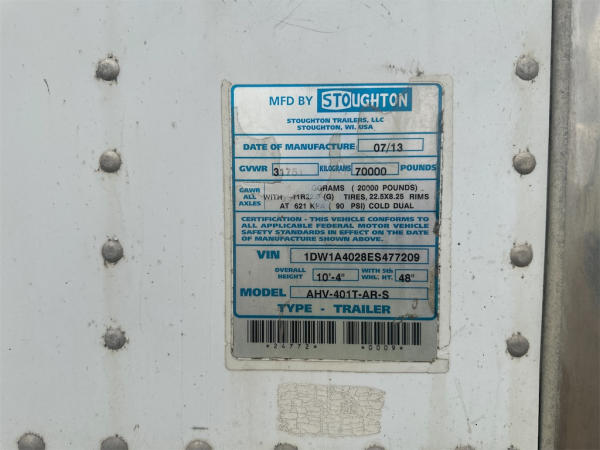 MFD BY STOUGHTON
STOUGHTON TRAILERS, LLC
STOUGHTON, WI. USA
DATE OF MANUFACTURE 07/13
GVWR KILOGRAMS 70000 POUNDS
GAWR ALL AXLES
(20000 POUNDS)
WITH (G) TIRES, 22.5X8.25 RIMS
AT 621 KPA ( 90 PSI) COLD DUAL
CERTIFICATION - THIS VEHICLE CONFORMS TO
ALL APPLICABLE FEDERAL MOTOR VEHICLE
SAFETY STANDARDS IN EFFECT ON THE DATE
OF MANUFACTURE SHOWN ABOVE.
VIN 1DW1A4028ES477209
OVERALL HEIGHT 10'-4" WITH 5th WHL. HT. 48"
MODEL AHV-401T-AR-S
TYPE - TRAILER
*24772* *0009*